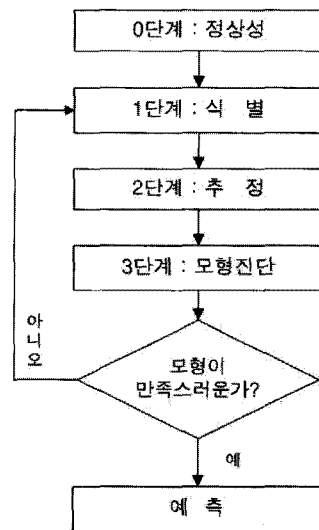 0단계 : 정상성
1단계 : 식 별
2단계 : 추 정
3단계 : 모형진단
아니오
모형이
만족스러운가?
예
예 측